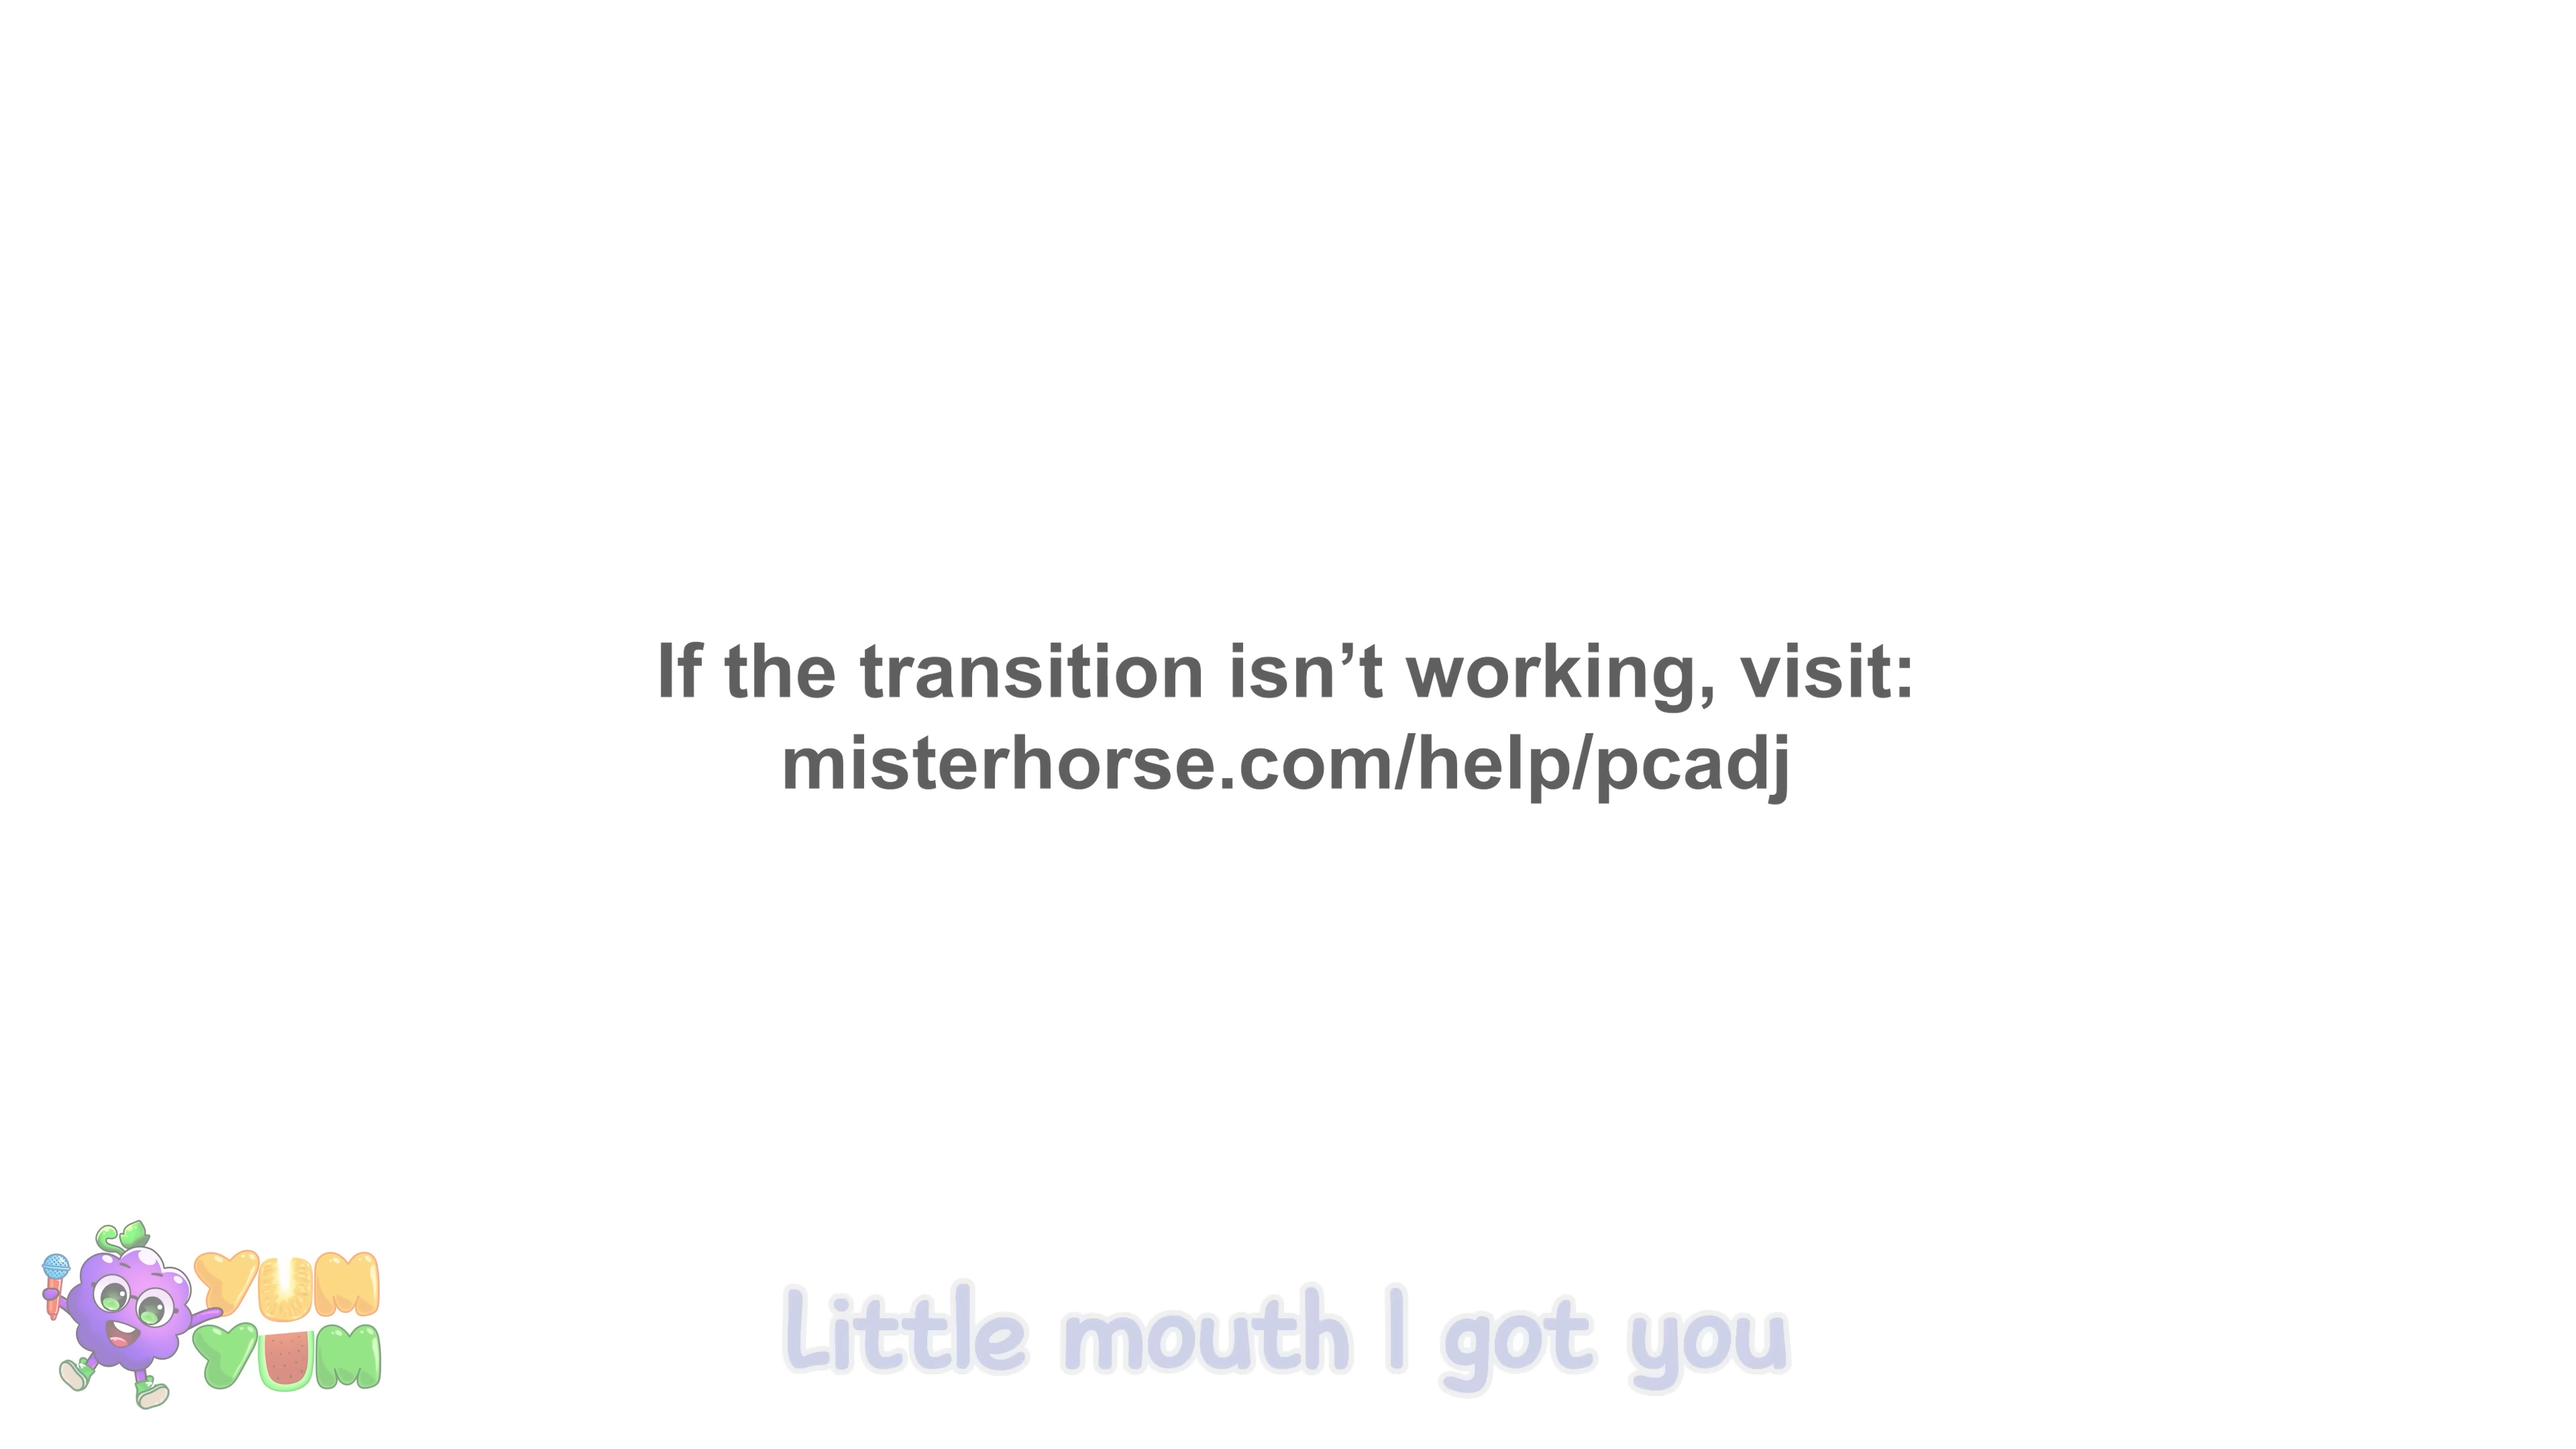 If the transition isn’t working, visit:
misterhorse.com/help/pcadj
YUM
YUM
Little mouth I got you